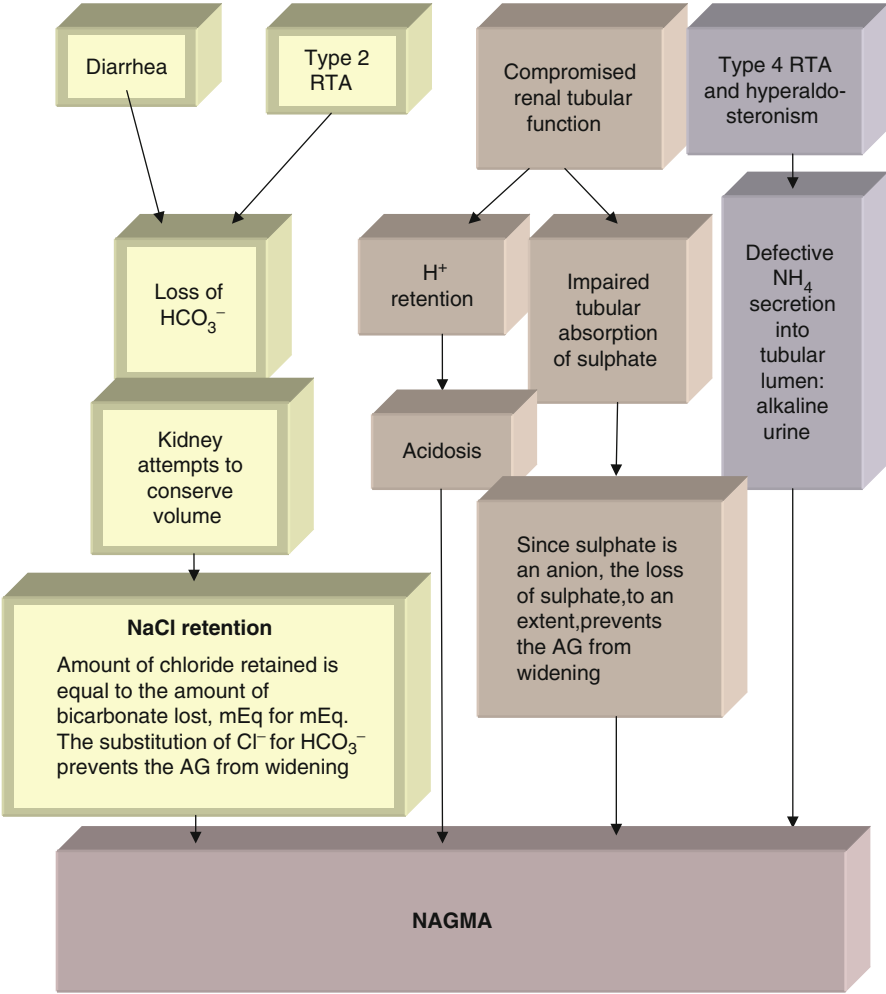 Diarrhea
Type 2
RTA
Compromised
renal tubular
function
Type 4 RTA
and hyperaldo-
steronism
Loss of
HCO₃⁻
H⁺
retention
Impaired
tubular
absorption
of sulphate
Defective
NH₄
secretion
into
tubular
lumen:
alkaline
urine
Kidney
attempts to
conserve
volume
Acidosis
Since sulphate is
an anion, the loss
of sulphate,to an
extent,prevents
the AG from
widening
NaCl retention
Amount of chloride retained is
equal to the amount of
bicarbonate lost, mEq for mEq.
The substitution of Cl⁻ for HCO₃⁻
prevents the AG from widening
NAGMA